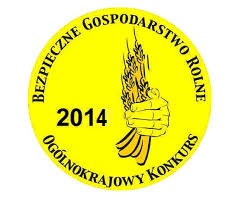 BEZPIECZNE GOSPODARSTWO ROLNE
2014
OGÓLNOKRAJOWY KONKURS